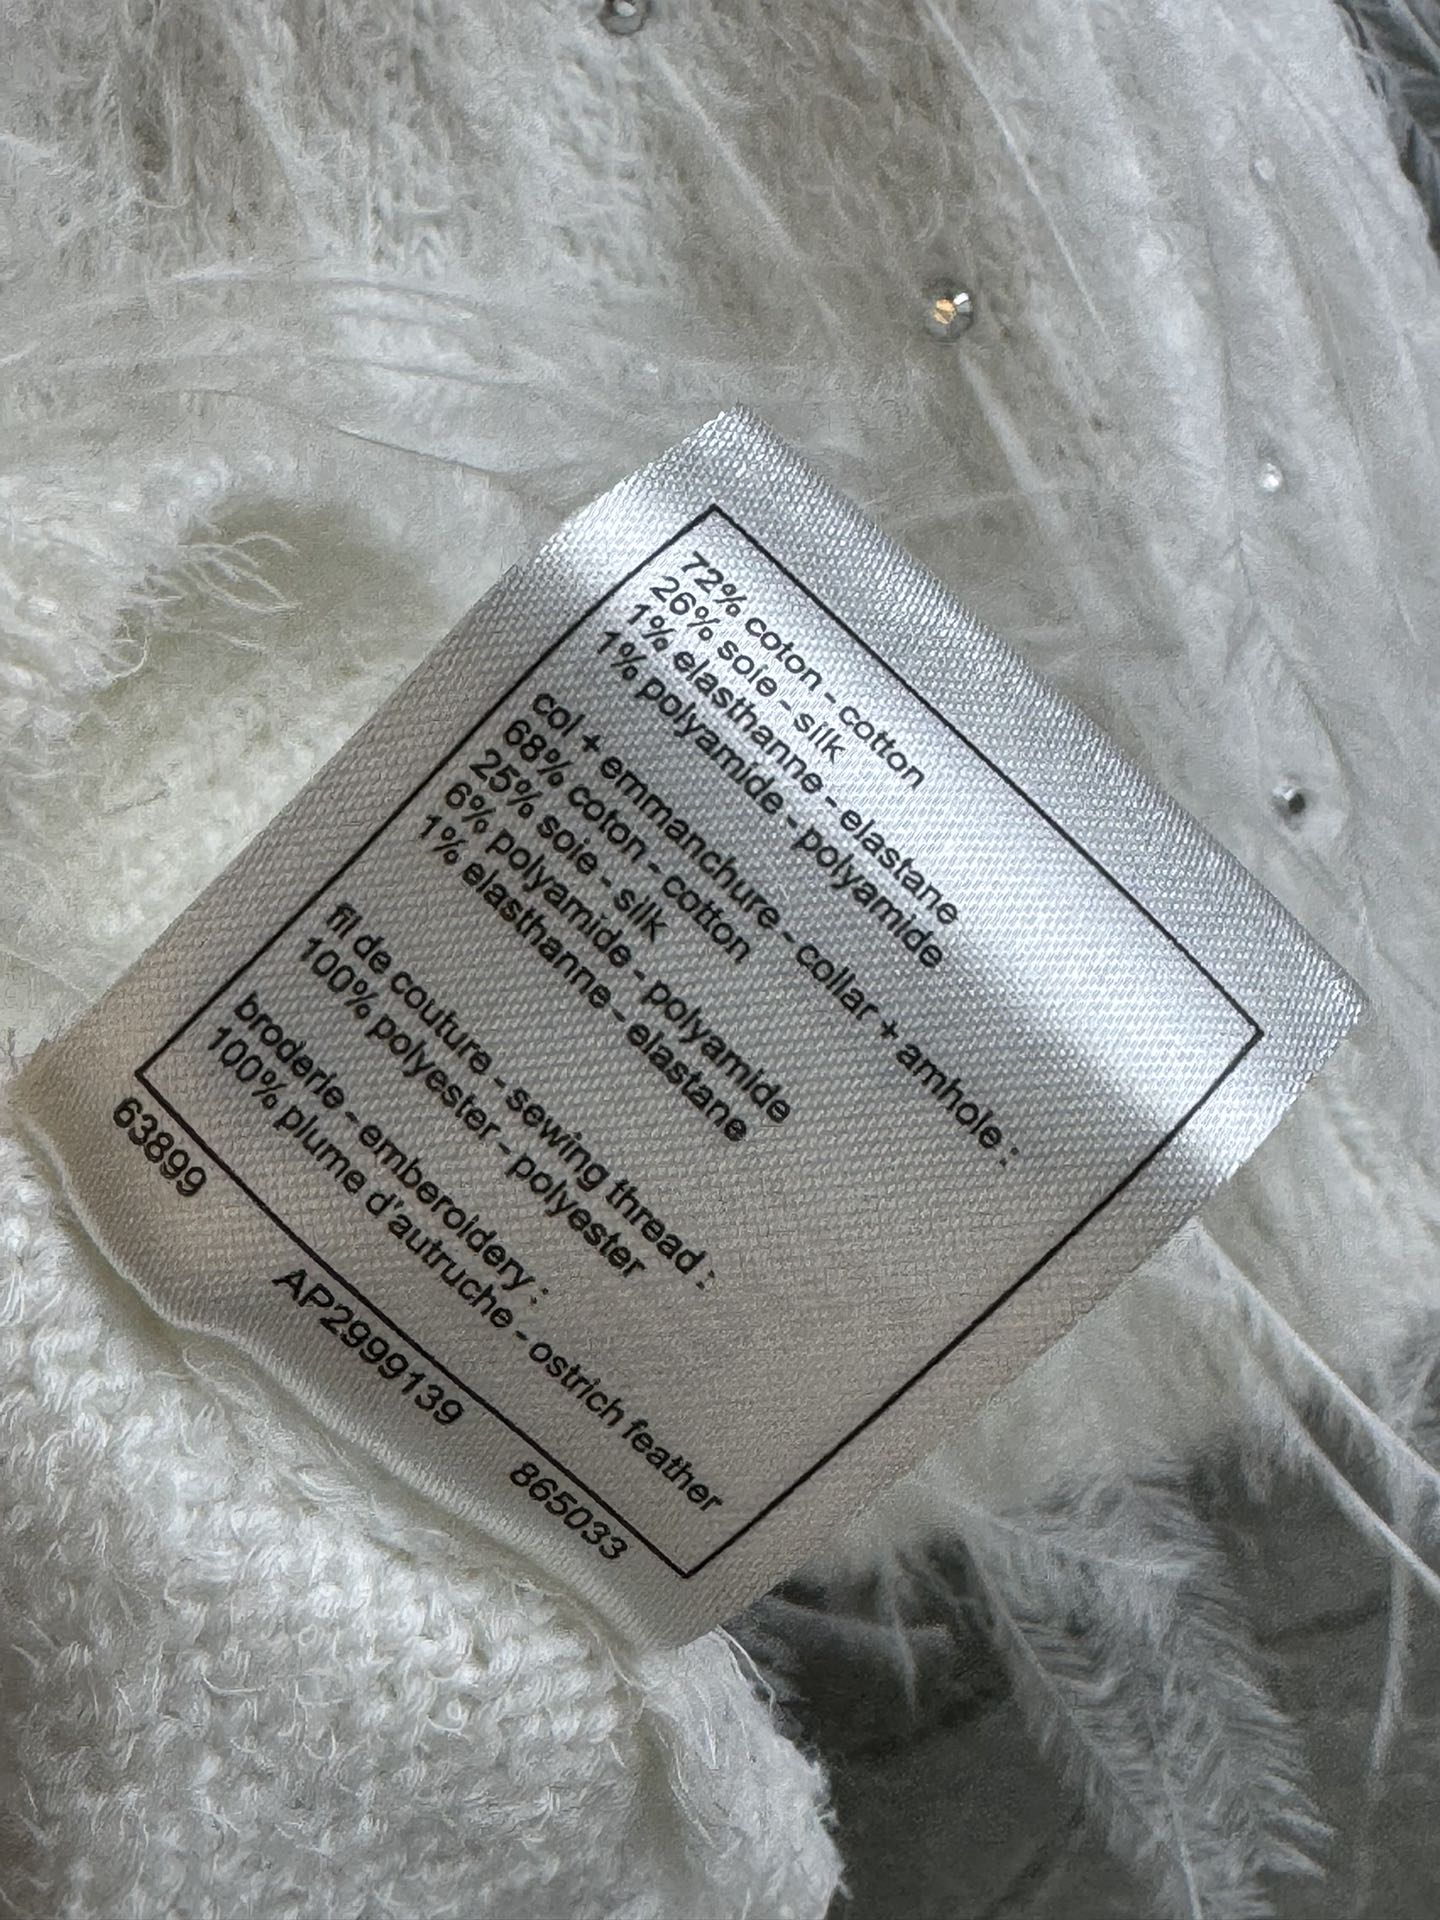 72% coton - cotton
26% soie - silk
1% elasthanne - elastane
1% polyamide - polyamide
col + emmanchure - collar + amhole :
68% coton - cotton
25% soie - silk
6% polyamide - polyamide
1% elasthanne - elastane
fil de couture - sewing thread :
100% polyester - polyester
broderie - emberoidery :
100% plume d'autruche - ostrich feather
63899 AP2999139 865033